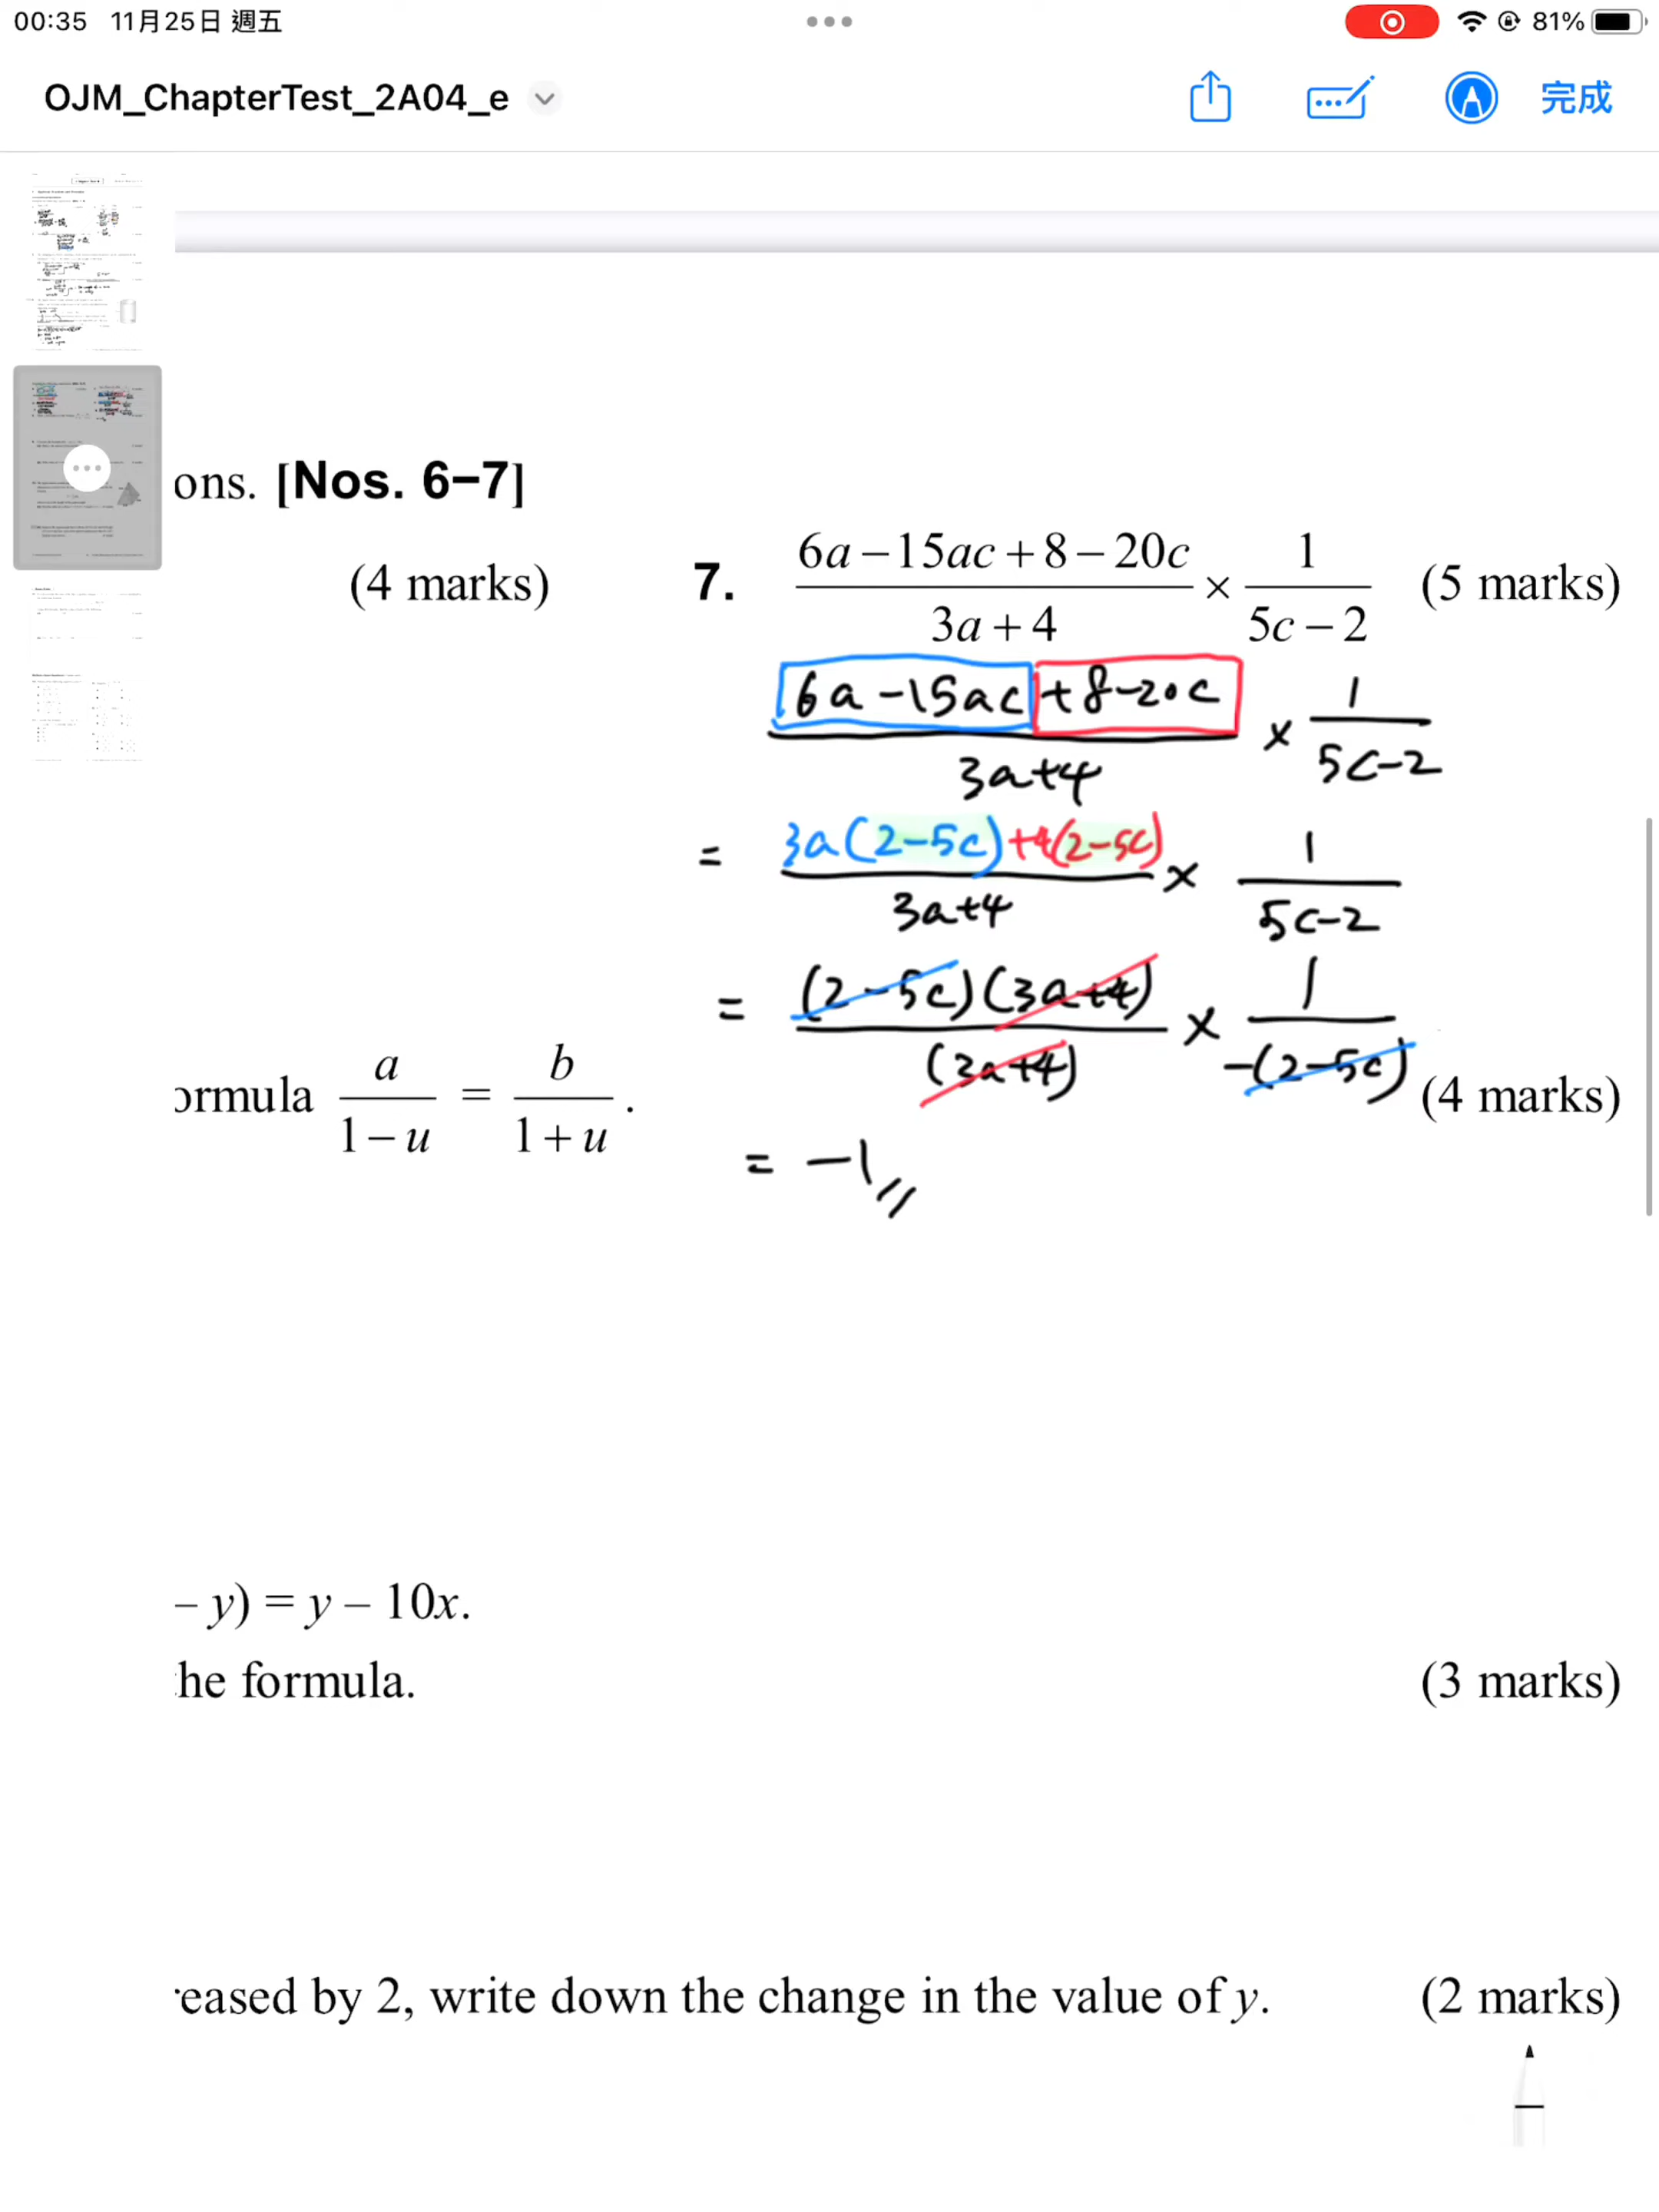 00:35 11月25日 週五 81%
OJM_ChapterTest_2A04_e 完成
ons. [Nos. 6–7]
(4 marks)
7. (6a – 15ac + 8 – 20c)/(3a + 4) × 1/(5c – 2) (5 marks)
(6a – 15ac + 8 – 20c)/(3a+4) × 1/(5c–2)
= (3a(2–5c)+4(2–5c))/(3a+4) × 1/(5c–2)
= ((2–5c)(3a+4))/((3a+4)) × 1/(–(2–5c))
= –1
ormula a/(1 – u) = b/(1 + u). (4 marks)
– y) = y – 10x.
he formula. (3 marks)
eased by 2, write down the change in the value of y. (2 marks)